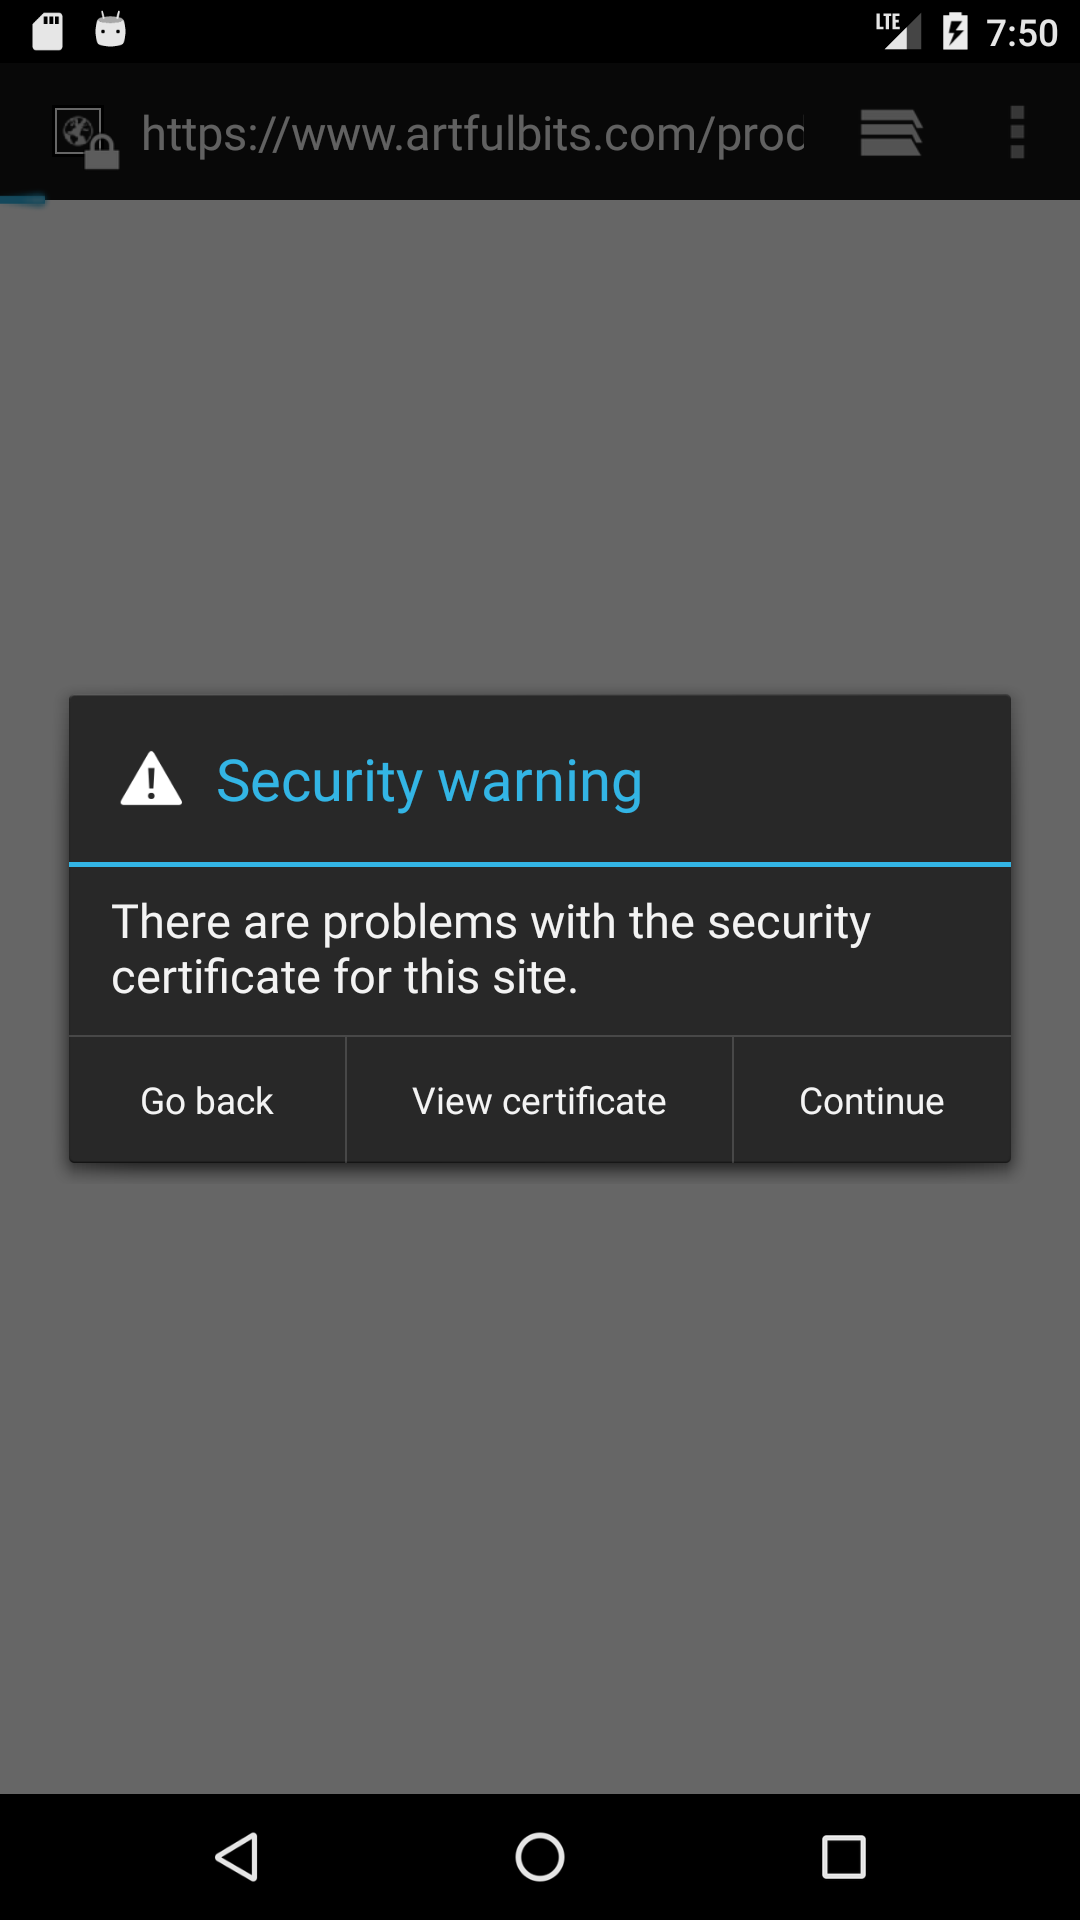 LTE 7:50
https://www.artfulbits.com/prod
Security warning
There are problems with the security
certificate for this site.
Go back View certificate Continue